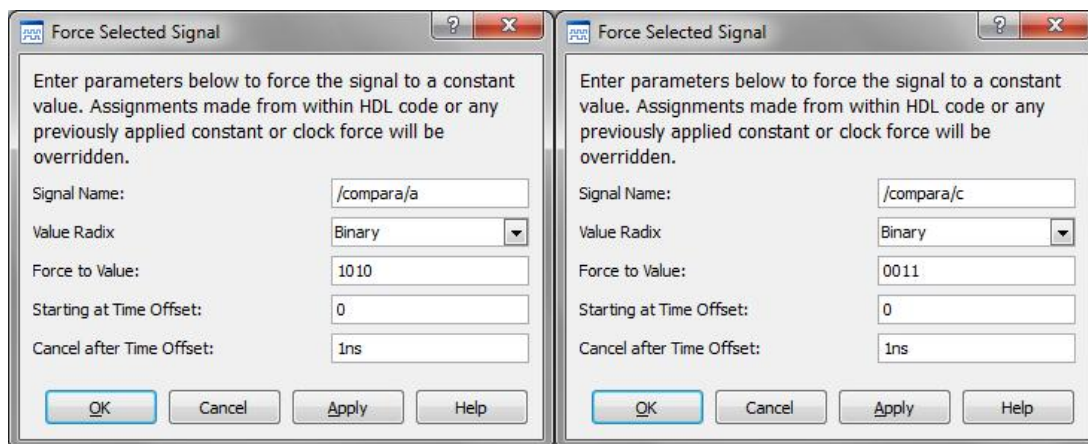 Force Selected Signal
Enter parameters below to force the signal to a constant
value. Assignments made from within HDL code or any
previously applied constant or clock force will be
overridden.
Signal Name: /compara/a
Value Radix Binary
Force to Value: 1010
Starting at Time Offset: 0
Cancel after Time Offset: 1ns
OK Cancel Apply Help
Force Selected Signal
Enter parameters below to force the signal to a constant
value. Assignments made from within HDL code or any
previously applied constant or clock force will be
overridden.
Signal Name: /compara/c
Value Radix Binary
Force to Value: 0011
Starting at Time Offset: 0
Cancel after Time Offset: 1ns
OK Cancel Apply Help